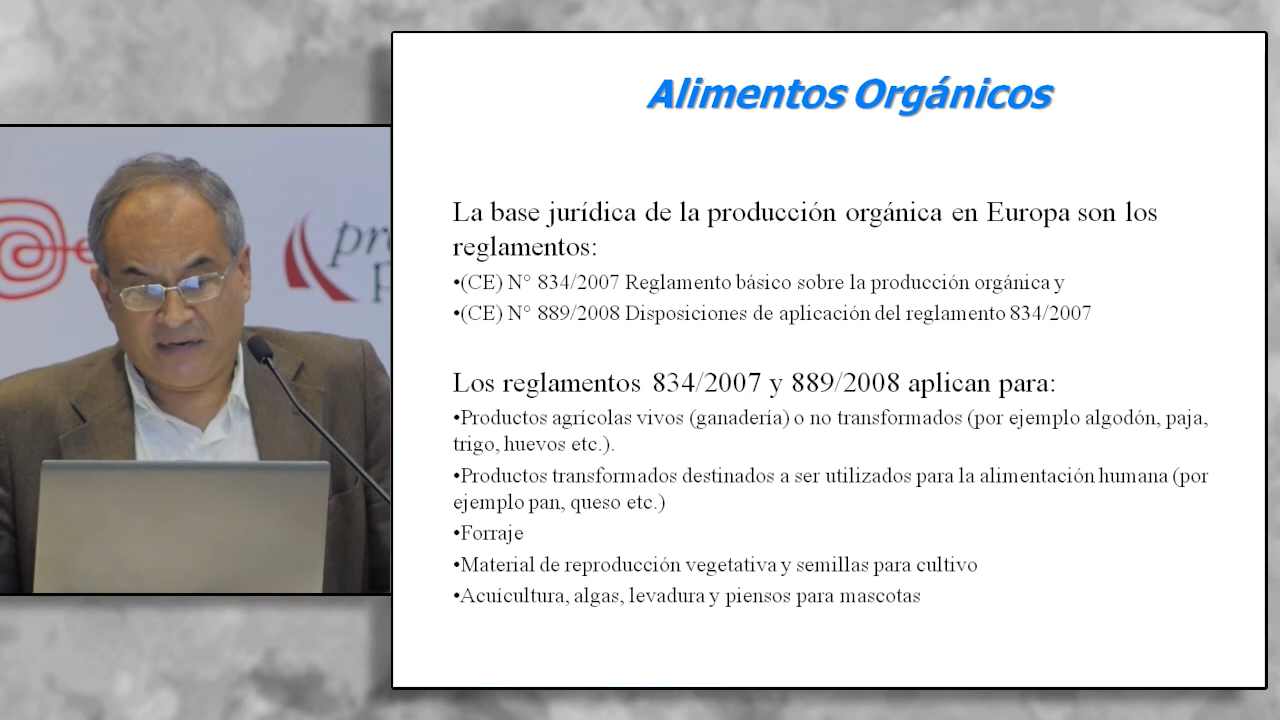 Alimentos Orgánicos
La base jurídica de la producción orgánica en Europa son los
reglamentos:
•(CE) N° 834/2007 Reglamento básico sobre la producción orgánica y
•(CE) N° 889/2008 Disposiciones de aplicación del reglamento 834/2007
Los reglamentos 834/2007 y 889/2008 aplican para:
•Productos agrícolas vivos (ganadería) o no transformados (por ejemplo algodón, paja,
trigo, huevos etc.).
•Productos transformados destinados a ser utilizados para la alimentación humana (por
ejemplo pan, queso etc.)
•Forraje
•Material de reproducción vegetativa y semillas para cultivo
•Acuícultura, algas, levadura y piensos para mascotas